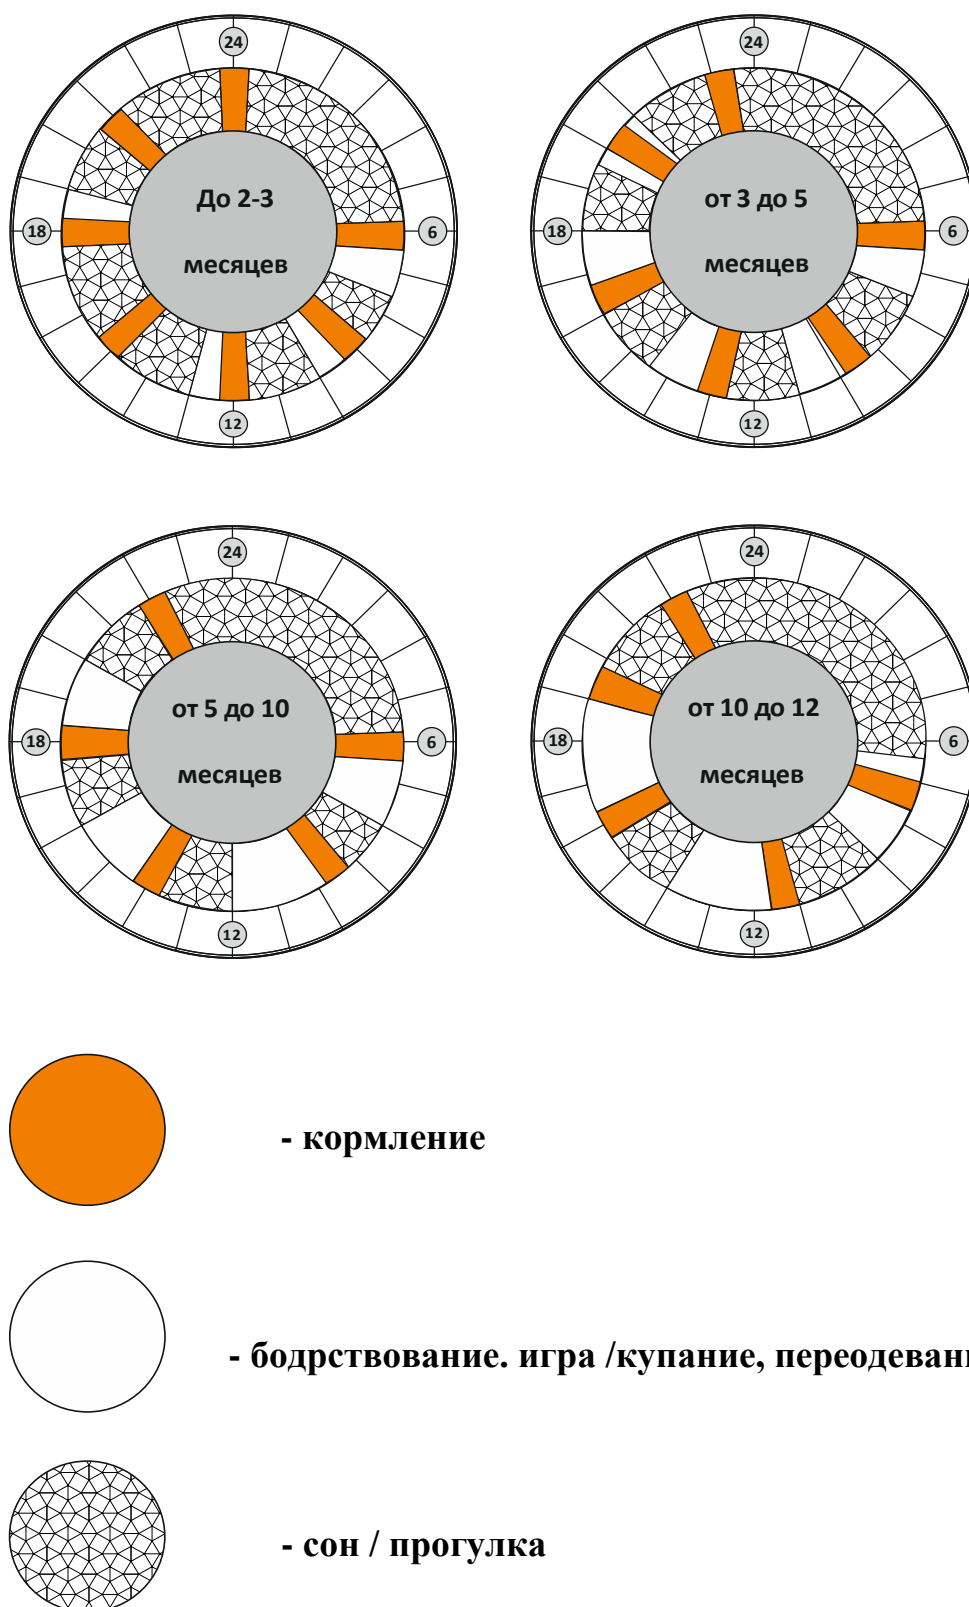 24
24
До 2-3
месяцев
18
6
12
от 3 до 5
месяцев
18
6
12
24
от 5 до 10
месяцев
18
6
12
24
от 10 до 12
месяцев
18
6
12
- кормление
- бодрствование. игра /купание,
- сон / прогулка